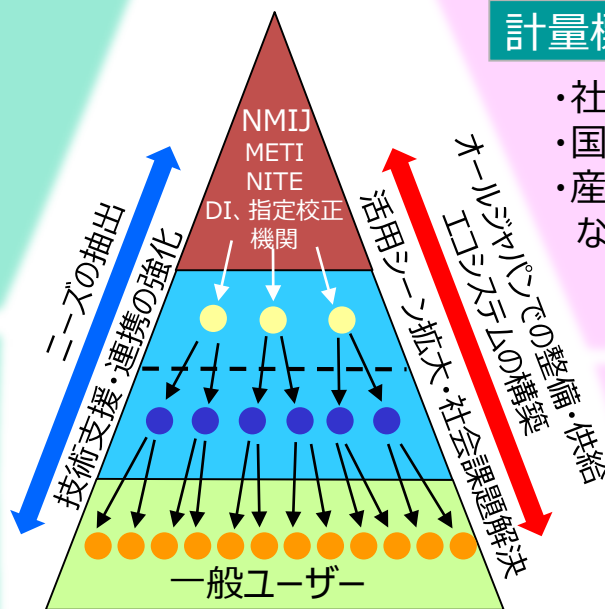 計量機
・社
・国
・産
な
NMIJ
METI
NITE
DI、指定校正
機関
ニーズの抽出
技術支援・連携の強化
活用シーン拡大・社会課題解決
オールジャパンでの整備・供給
エコシステムの構築
一般ユーザー